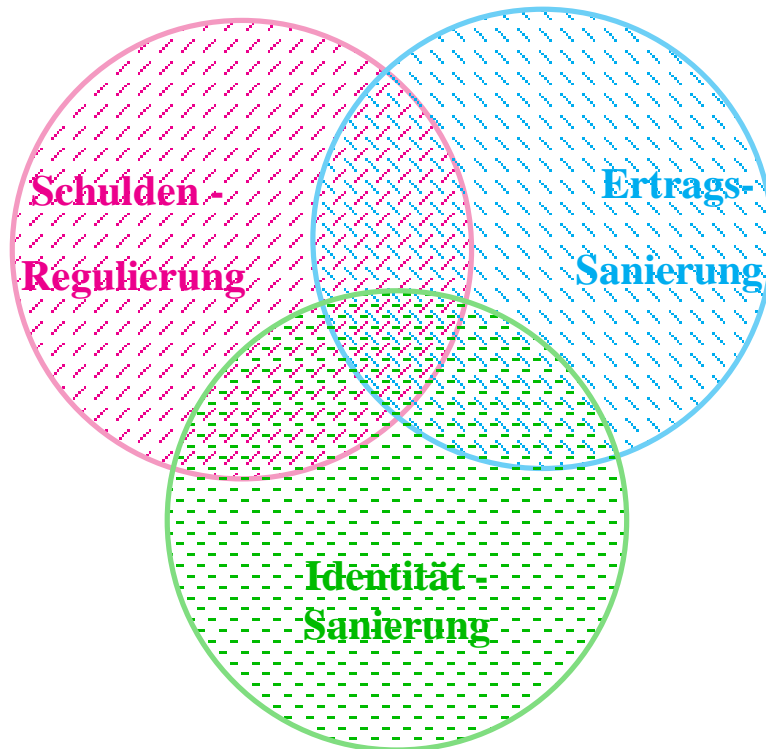 Schulden -
Regulierung
Ertrags-
Sanierung
Identität -
Sanierung